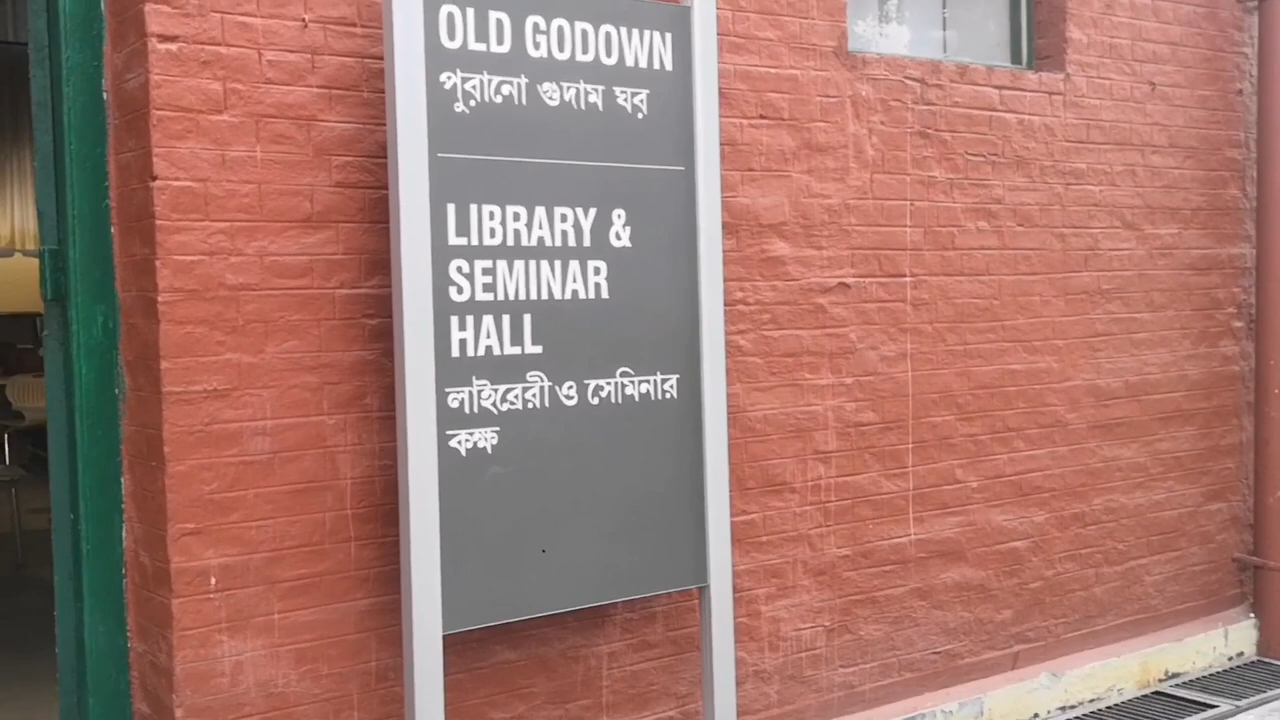 OLD GODOWN
পুরানো গুদাম ঘর
LIBRARY &
SEMINAR
HALL
লাইব্রেরী ও সেমিনার
কক্ষ